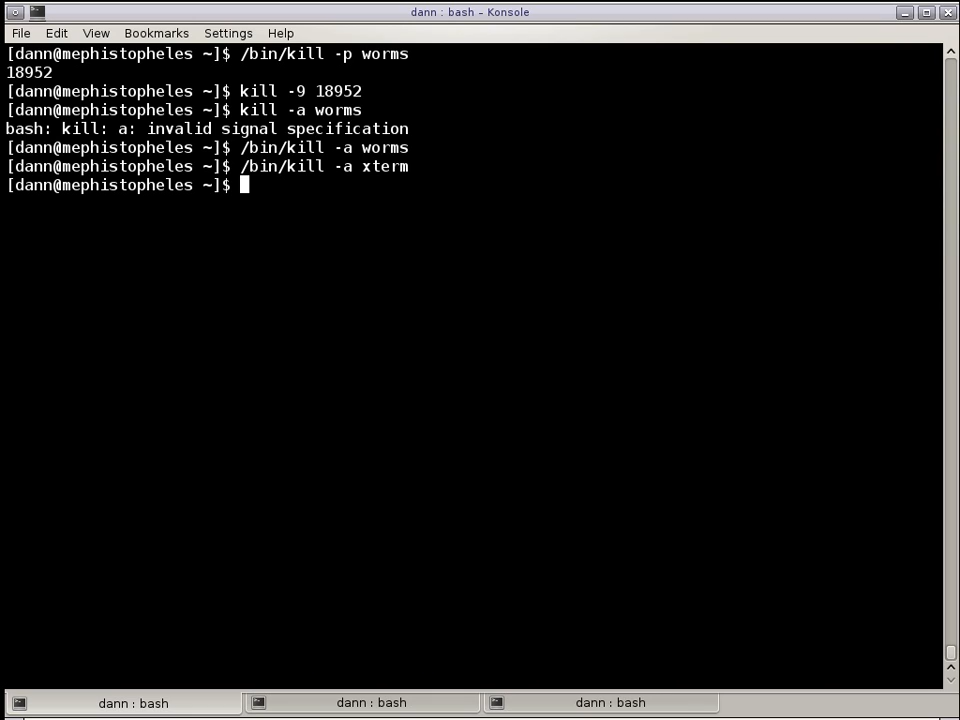 dann : bash – Konsole
File Edit View Bookmarks Settings Help
[dann@mephistopheles ~]$ /bin/kill -p worms
18952
[dann@mephistopheles ~]$ kill -9 18952
[dann@mephistopheles ~]$ kill -a worms
bash: kill: a: invalid signal specification
[dann@mephistopheles ~]$ /bin/kill -a worms
[dann@mephistopheles ~]$ /bin/kill -a xterm
[dann@mephistopheles ~]$
dann : bash dann : bash dann : bash